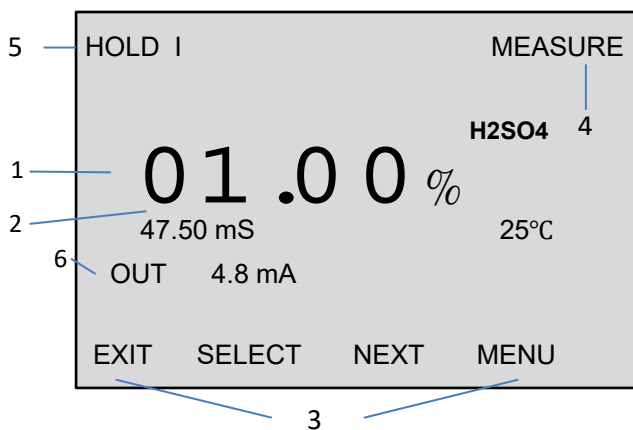 5 HOLD I MEASURE
H2SO4 4
1 01.00 %
2 47.50 mS 25℃
6 OUT 4.8 mA
EXIT SELECT NEXT MENU
3